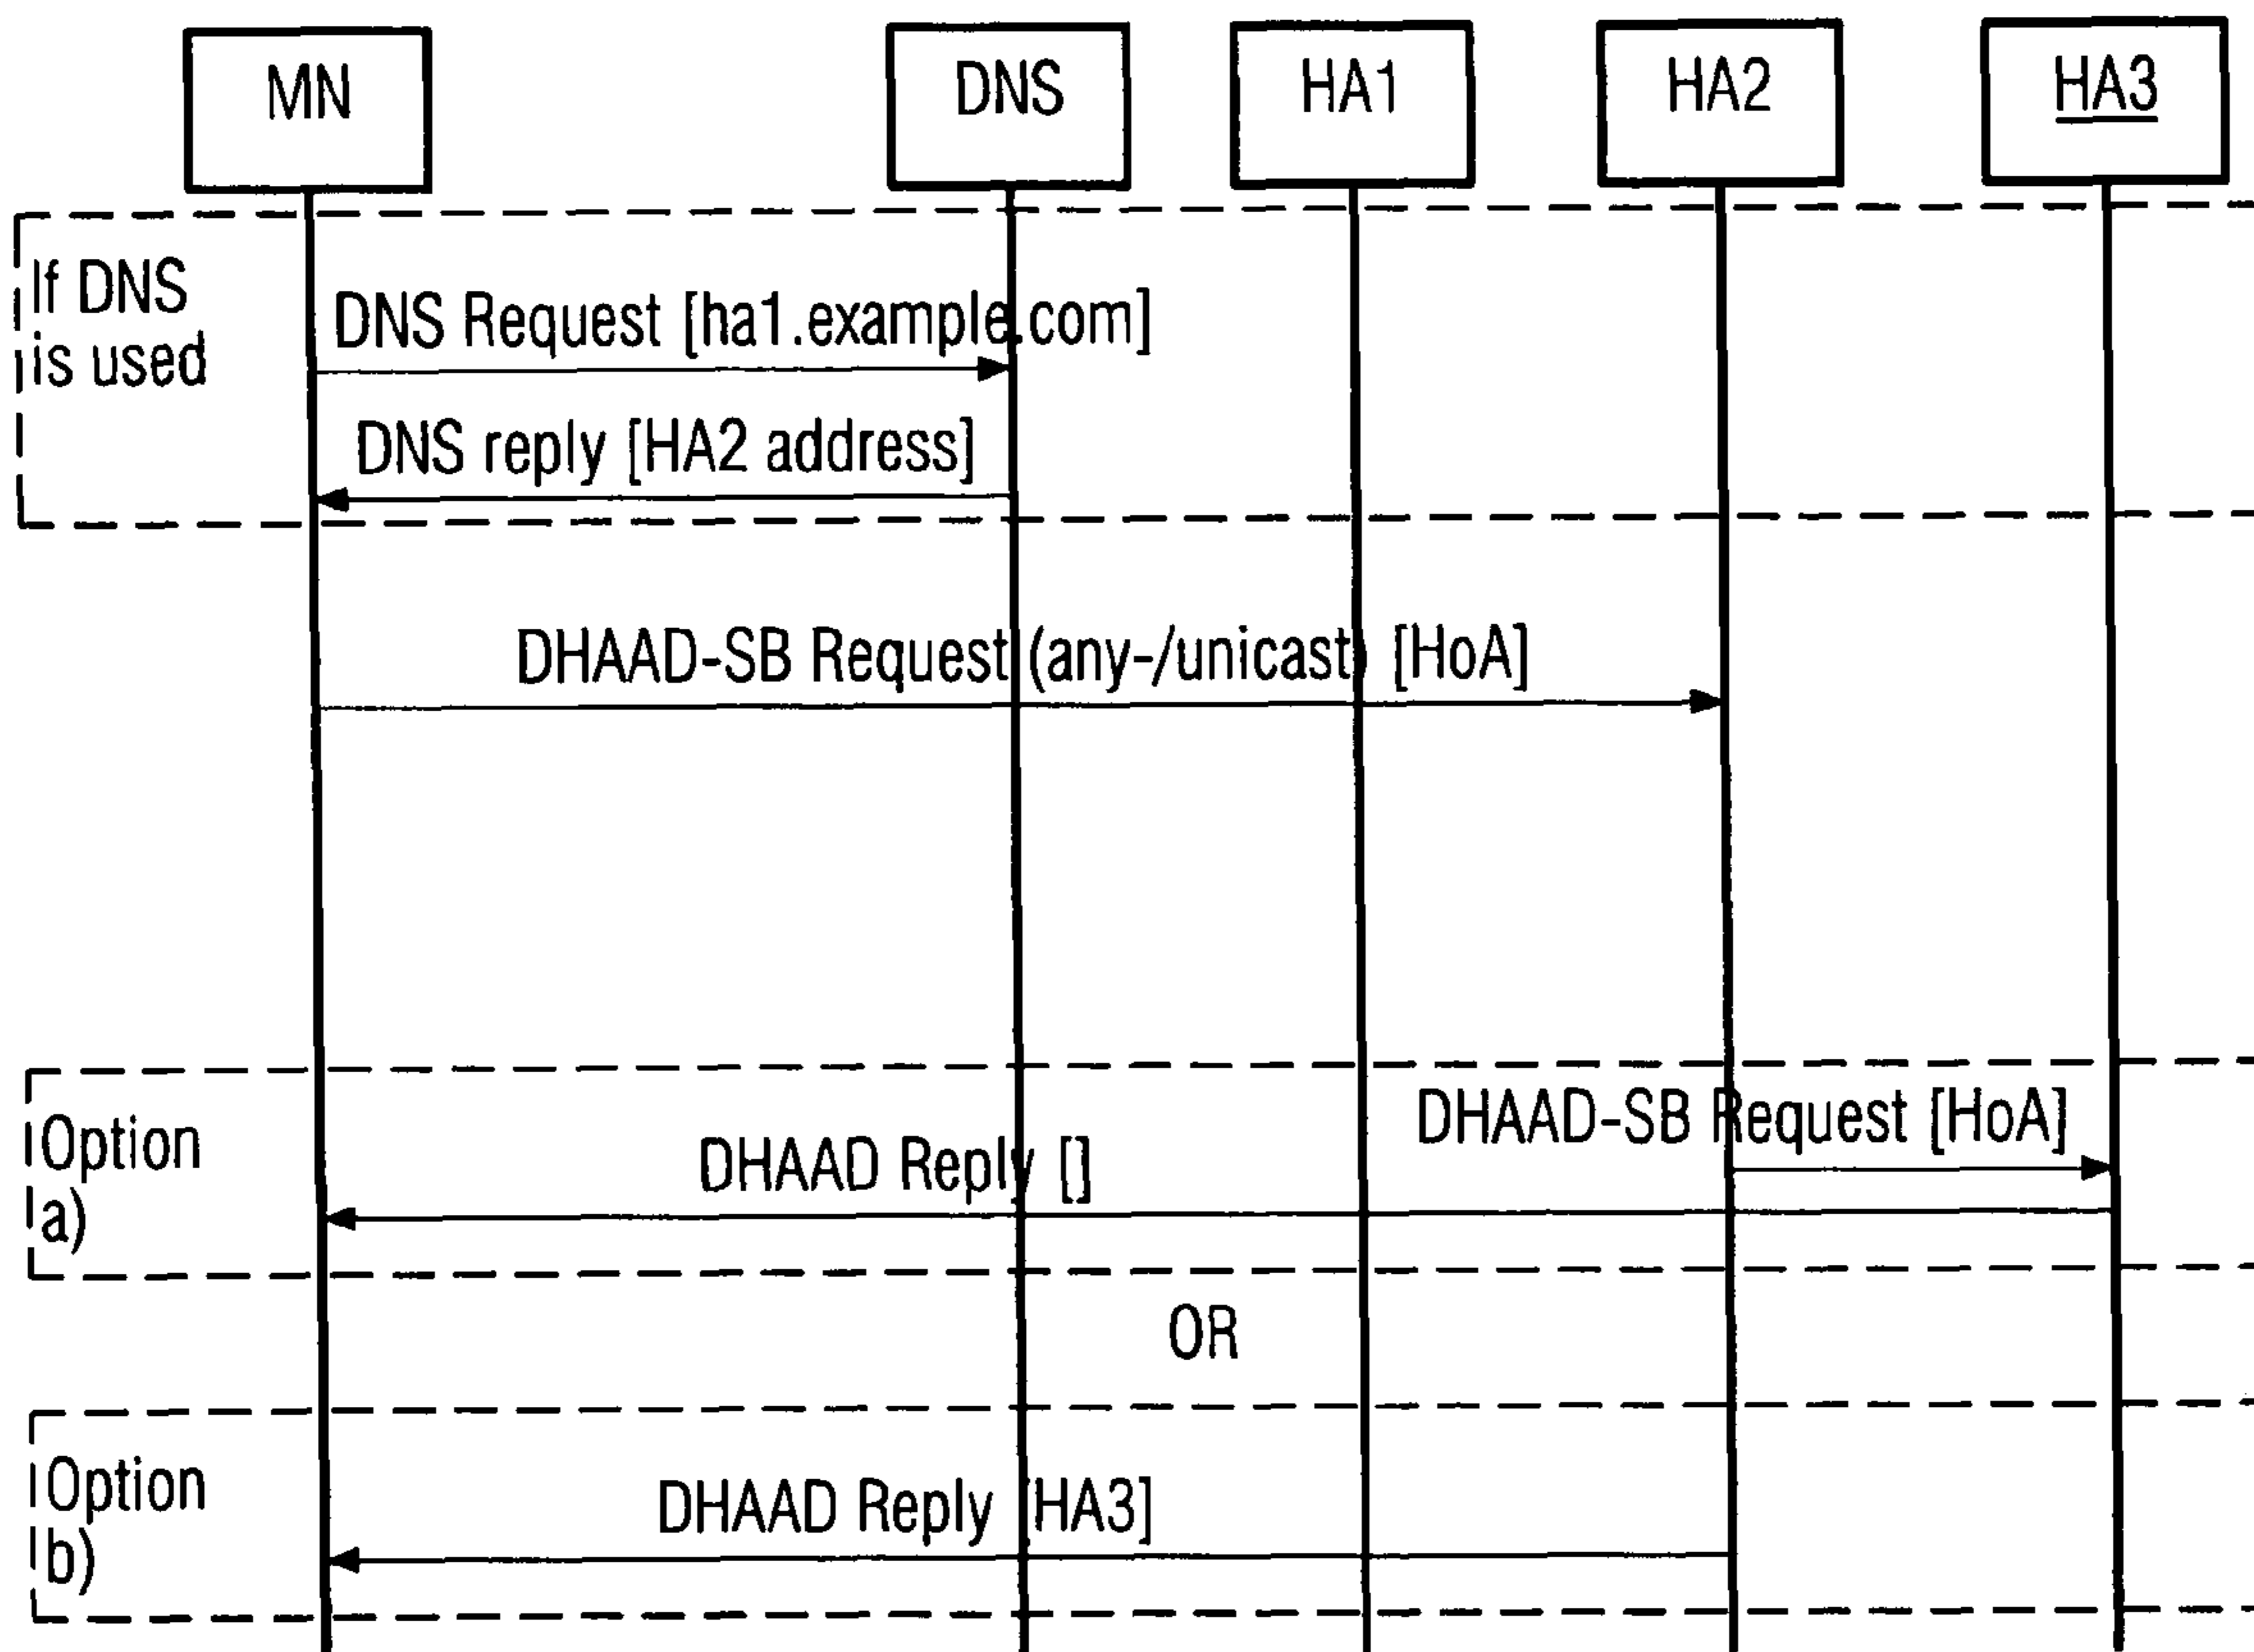 MN
DNS
HA1
HA2
HA3
If DNS
is used
DNS Request [ha1.example.com]
DNS reply [HA2 address]
DHAAD-SB Request (any-/unicast) [HoA]
Option
a)
DHAAD-SB Request [HoA]
DHAAD Reply []
OR
Option
b)
DHAAD Reply [HA3]